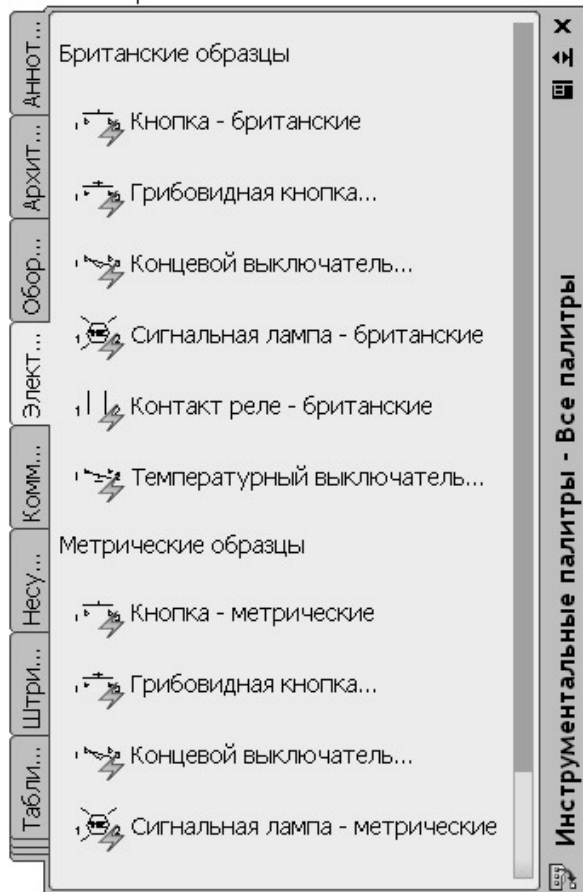 Аннот...
Архит...
Обор...
Элект...
Комм...
Несу...
Штри...
Табли...
Британские образцы
Кнопка - британские
Грибовидная кнопка...
Концевой выключатель...
Сигнальная лампа - британские
Контакт реле - британские
Температурный выключатель...
Метрические образцы
Кнопка - метрические
Грибовидная кнопка...
Концевой выключатель...
Сигнальная лампа - метрические
Инструментальные палитры - Все палитры